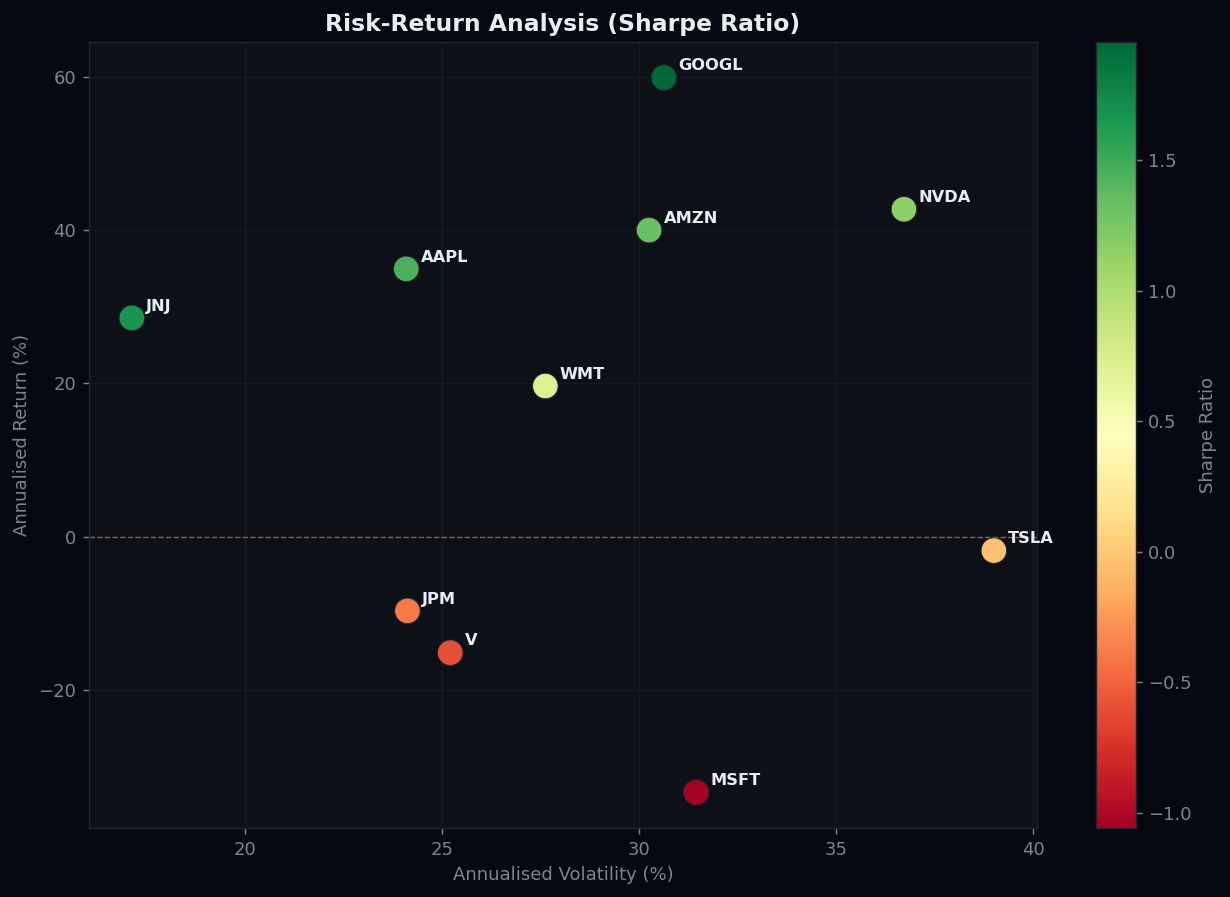 Risk-Return Analysis (Sharpe Ratio)
Annualised Return (%)
60
40
20
0
−20
GOOGL
NVDA
AMZN
AAPL
JNJ
WMT
TSLA
JPM
V
MSFT
20
25
30
35
40
Annualised Volatility (%)
1.5
1.0
0.5
0.0
−0.5
−1.0
Sharpe Ratio